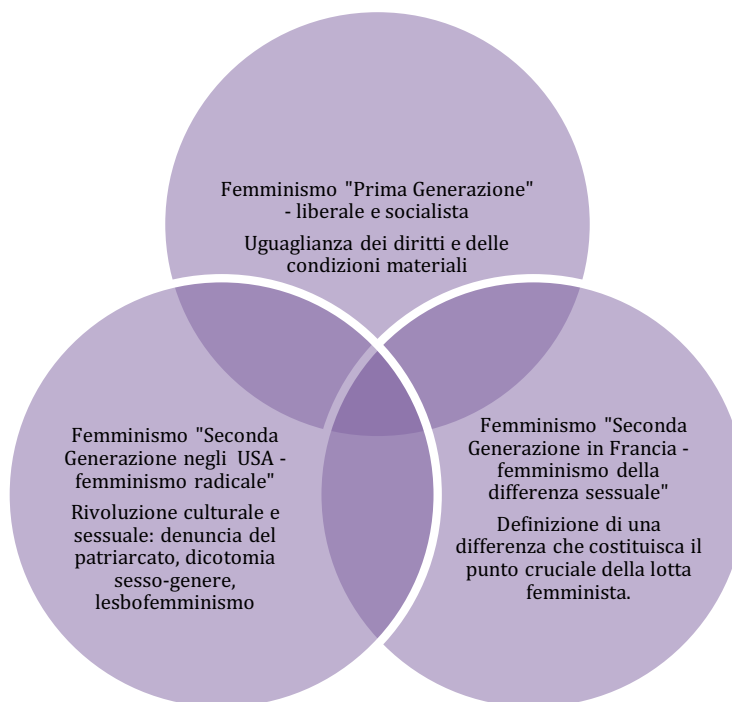 Femminismo "Prima Generazione"
- liberale e socialista
Uguaglianza dei diritti e delle
condizioni materiali
Femminismo "Seconda
Generazione negli USA -
femminismo radicale"
Rivoluzione culturale e
sessuale: denuncia del
patriarcato, dicotomia
sesso-genere,
lesbofemminismo
Femminismo "Seconda
Generazione in Francia -
femminismo della
differenza sessuale"
Definizione di una
differenza che costituisca il
punto cruciale della lotta
femminista.